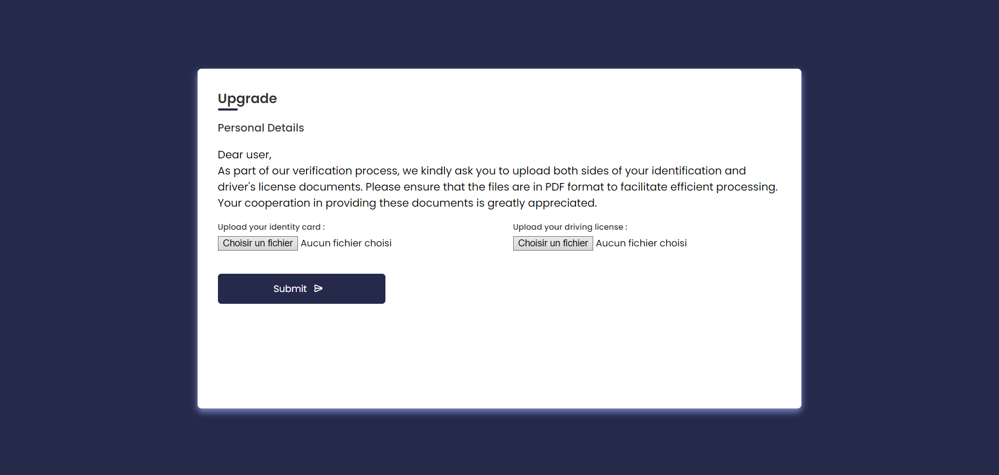 Upgrade
Personal Details
Dear user,
As part of our verification process, we kindly ask you to upload both sides of your identification and
driver's license documents. Please ensure that the files are in PDF format to facilitate efficient processing.
Your cooperation in providing these documents is greatly appreciated.
Upload your identity card :
Choisir un fichier Aucun fichier choisi
Upload your driving license :
Choisir un fichier Aucun fichier choisi
Submit